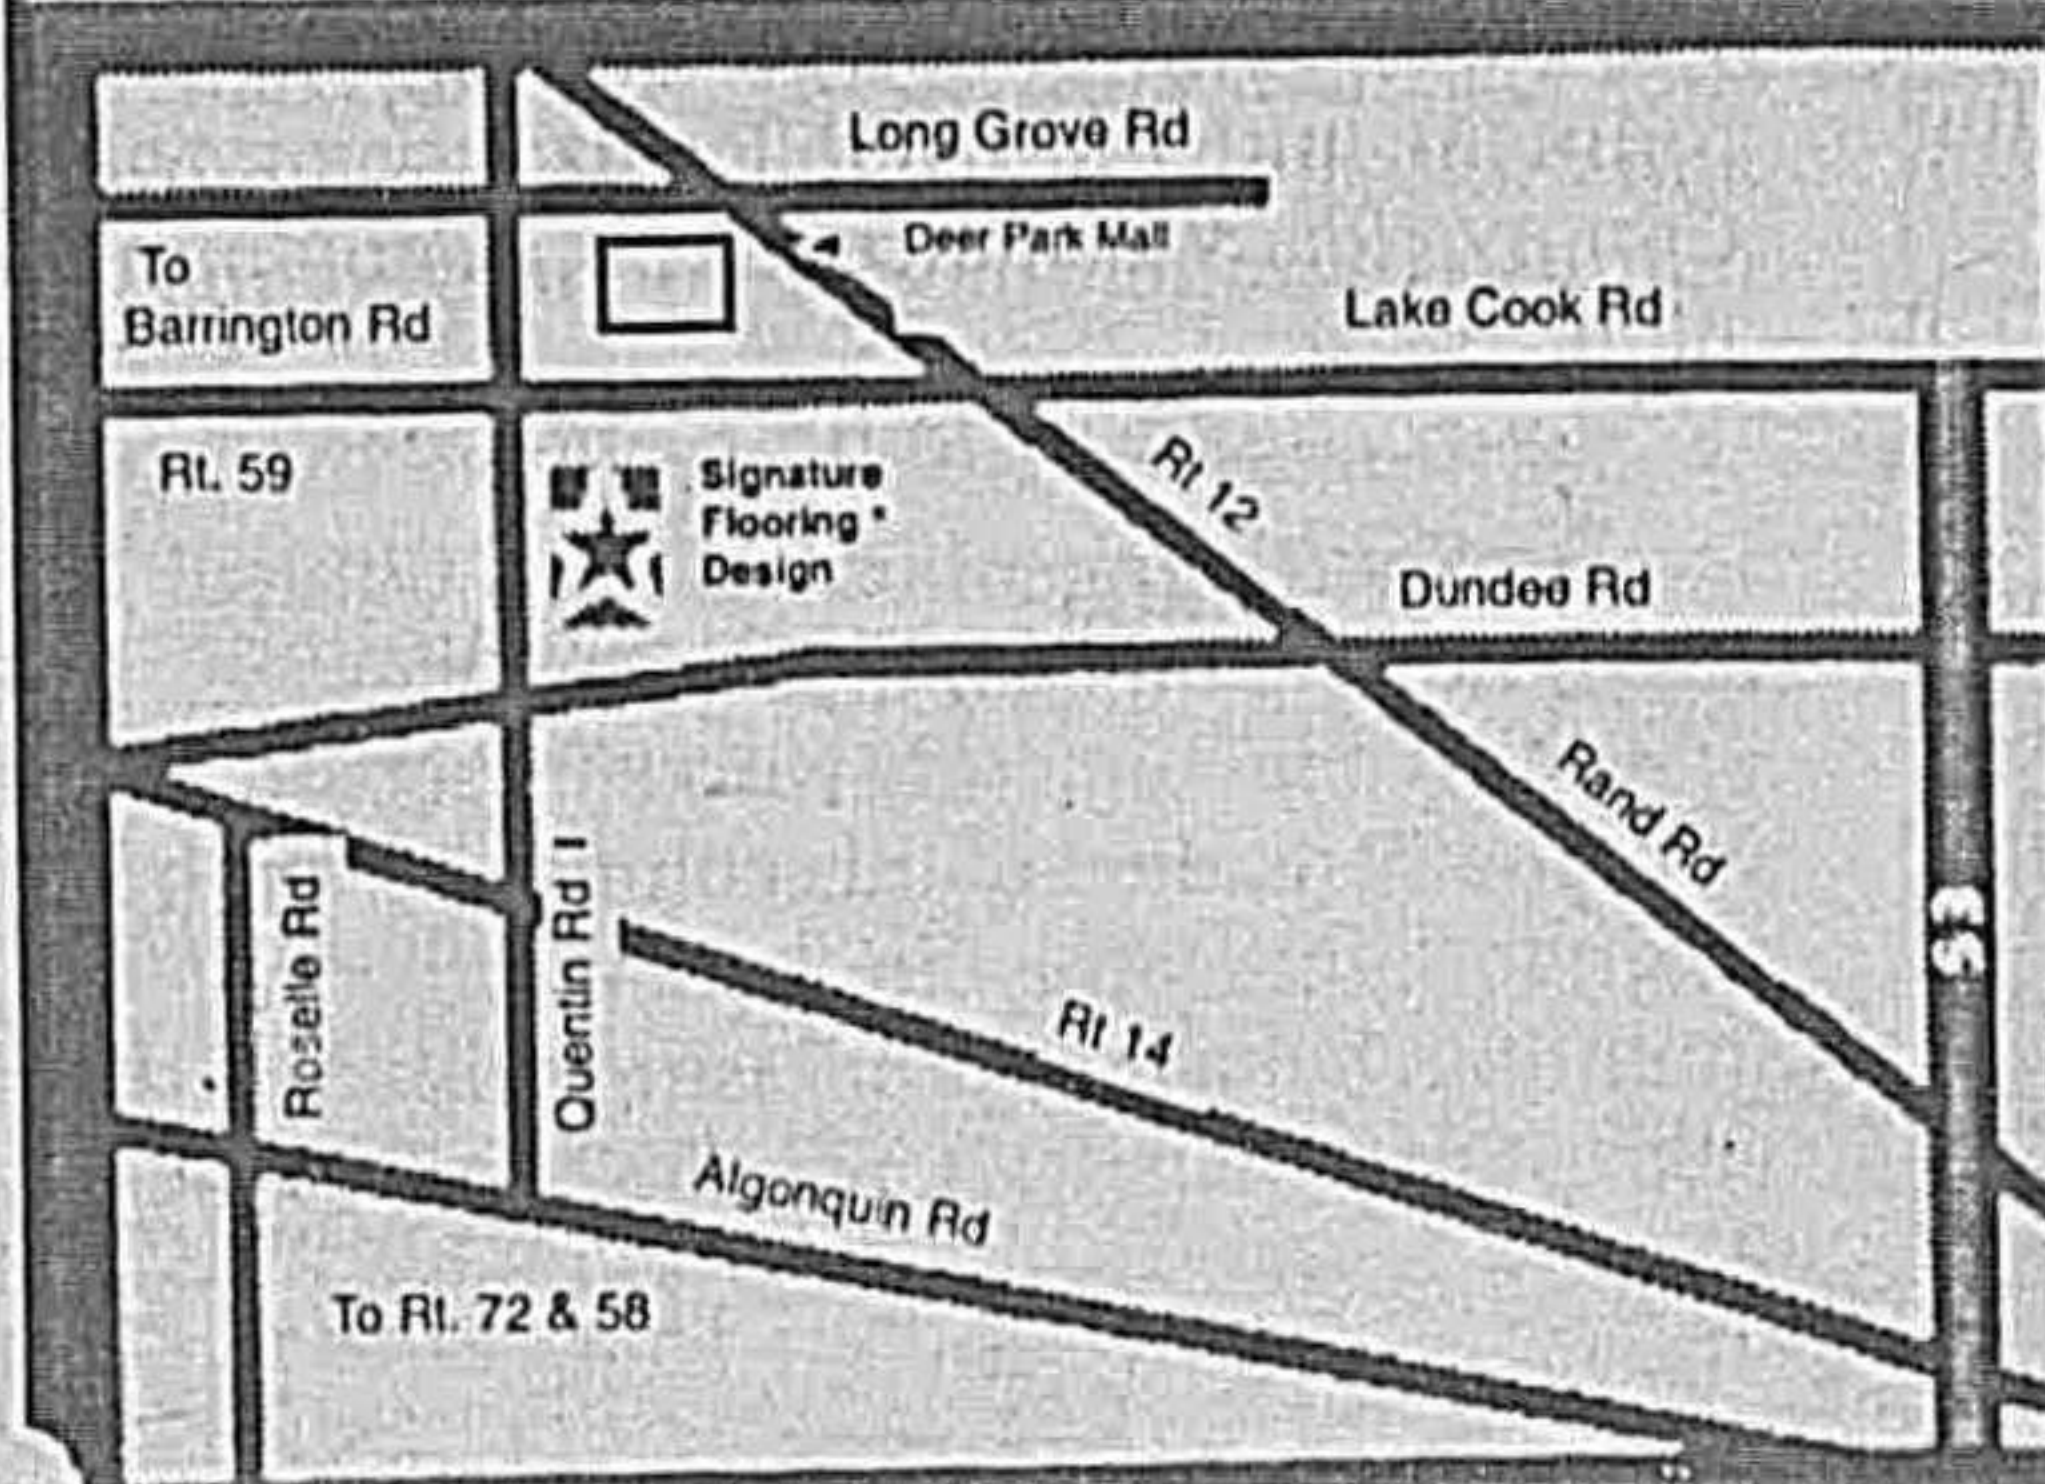 Long Grove Rd
Deer Park Mall
To
Barrington Rd
Lake Cook Rd
Rt. 59
Signature
Flooring *
Design
Rt 12
Dundee Rd
Rand Rd
53
Roselle Rd
Quentin Rd
Rt 14
Algonquin Rd
To Rt. 72 & 58